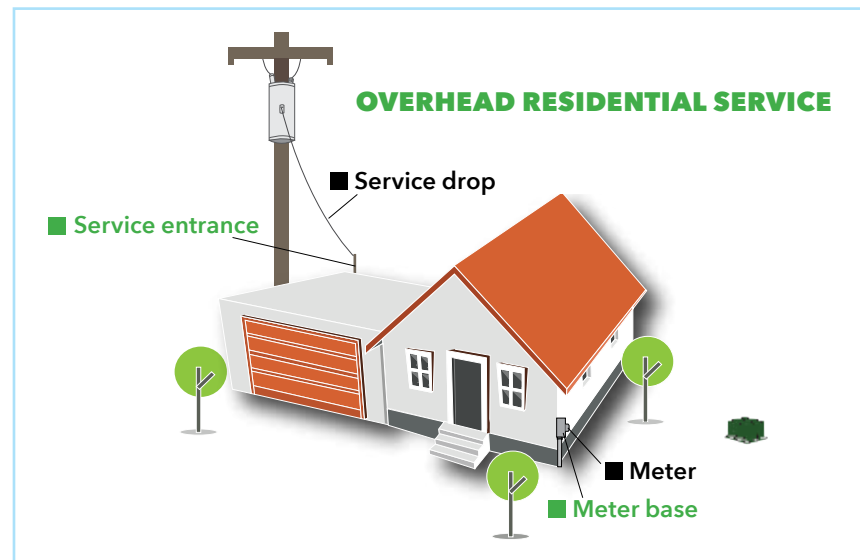 OVERHEAD RESIDENTIAL SERVICE
Service drop
Service entrance
Meter
Meter base